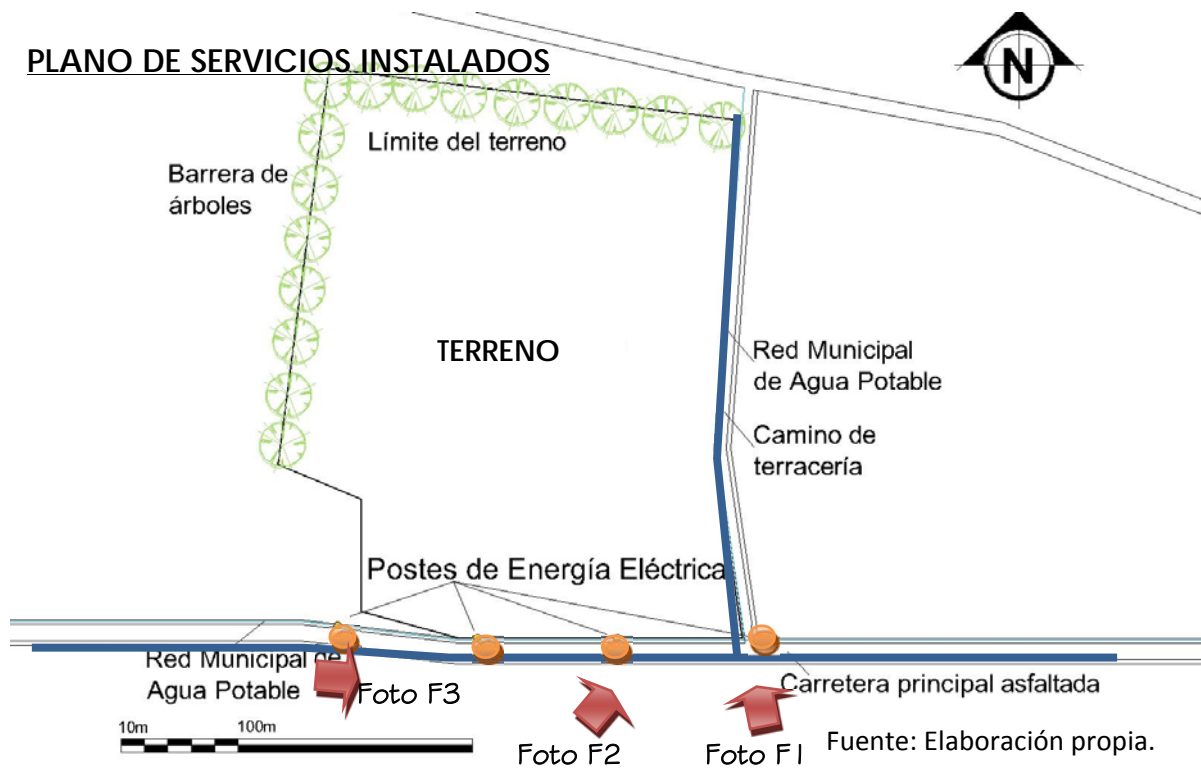 PLANO DE SERVICIOS INSTALADOS
N
Límite del terreno
Barrera de
árboles
TERRENO
Red Municipal
de Agua Potable
Camino de
terracería
Postes de Energía Eléctrica
Red Municipal de
Agua Potable
Foto F3
Carretera principal asfaltada
10m 100m
Foto F2
Foto F1
Fuente: Elaboración propia.